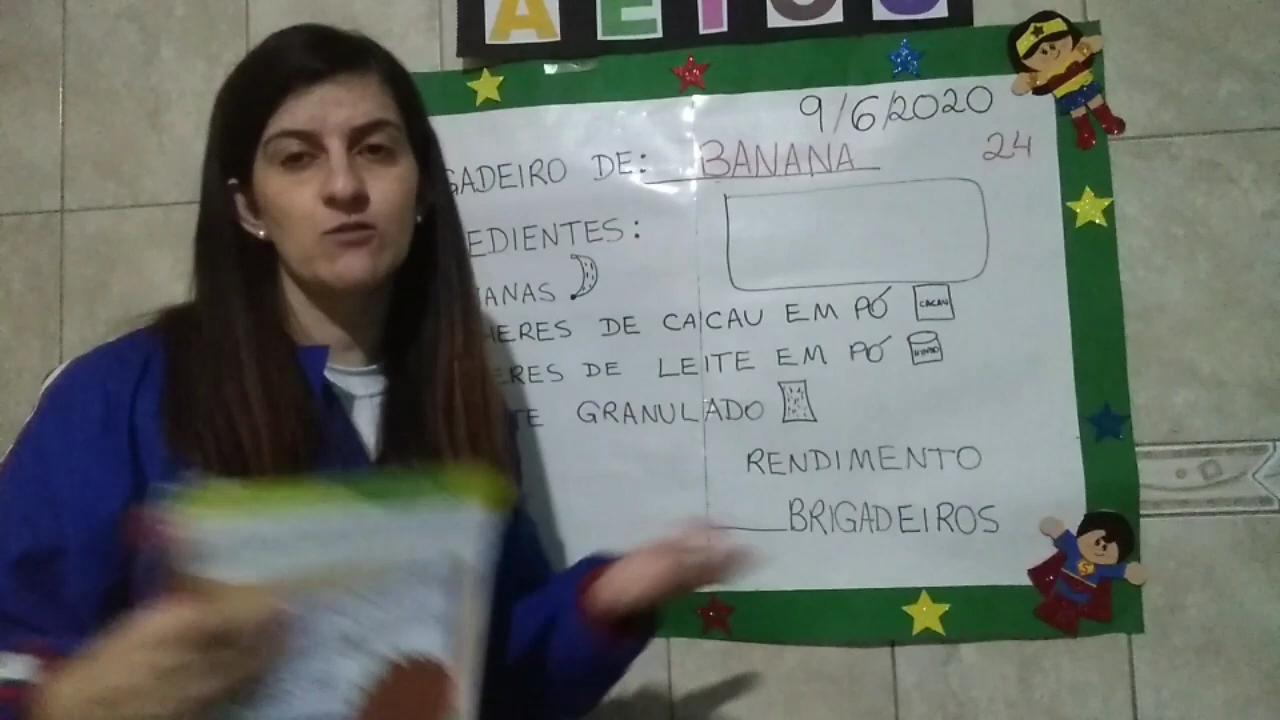 A E I O U
9/6/2020
GADEIRO DE: BANANA
24
EDIENTES:
ANAS
HERES DE CACAU EM PÓ CACAU
ERES DE LEITE EM PÓ NINHO
TE GRANULADO
RENDIMENTO
BRIGADEIROS